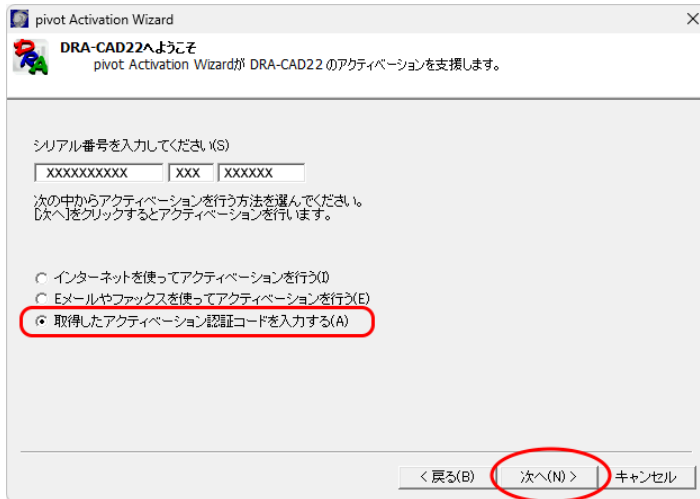 pivot Activation Wizard
DRA-CAD22へようこそ
pivot Activation Wizardが DRA-CAD22 のアクティベーションを支援します。
シリアル番号を入力してください(S)
XXXXXXXXXX XXX XXXXXX
次の中からアクティベーションを行う方法を選んでください。
[次へ]をクリックするとアクティベーションを行います。
インターネットを使ってアクティベーションを行う(I)
Eメールやファックスを使ってアクティベーションを行う(E)
取得したアクティベーション認証コードを入力する(A)
< 戻る(B) 次へ(N) > キャンセル